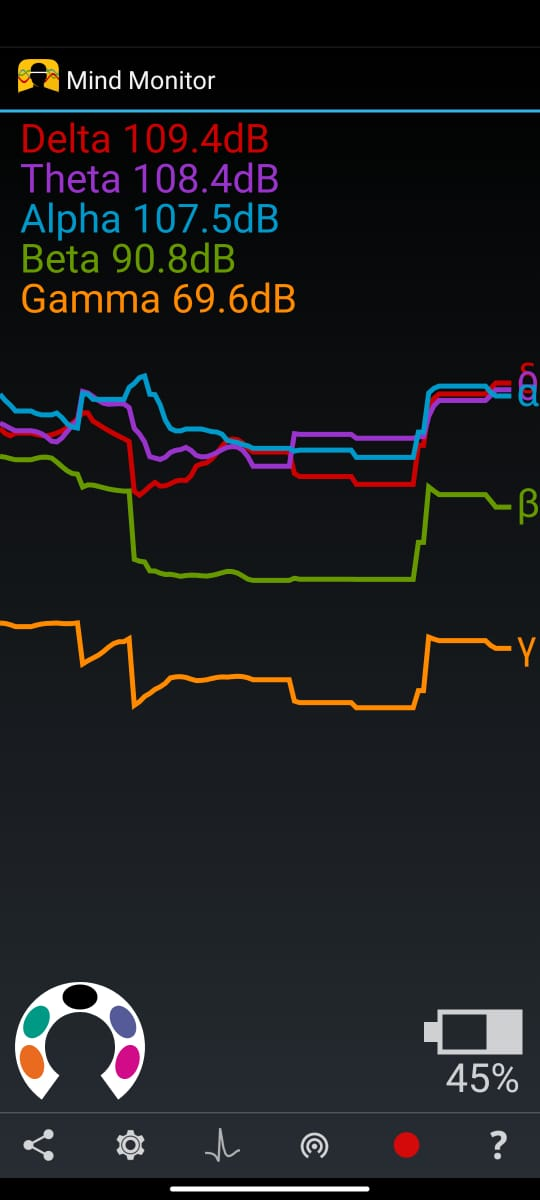 Mind Monitor
Delta 109.4dB
Theta 108.4dB
Alpha 107.5dB
Beta 90.8dB
Gamma 69.6dB
δ
θ
α
β
γ
45%
?